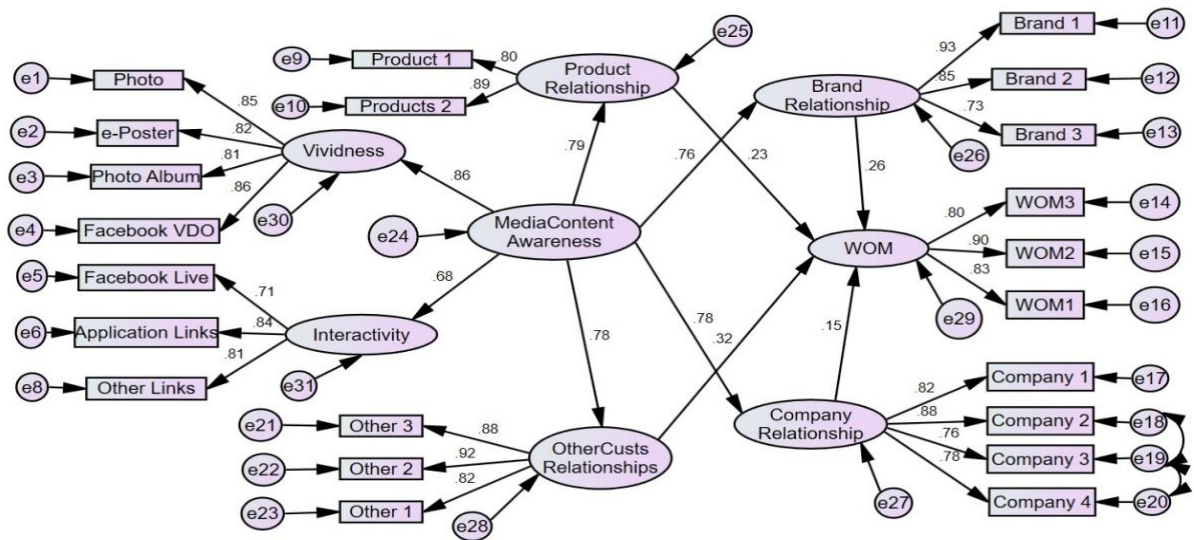 e1
Photo
e2
e-Poster
e3
Photo Album
e4
Facebook VDO
.85
.82
.81
.86
Vividness
e30
e5
Facebook Live
e6
Application Links
e8
Other Links
.71
.84
.81
Interactivity
e31
e9
Product 1
e10
Products 2
.80
.89
Product
Relationship
e25
.86
.68
.79
.76
.78
.78
e24
MediaContent
Awareness
e21
Other 3
e22
Other 2
e23
Other 1
.88
.92
.82
OtherCusts
Relationships
e28
.23
.26
.32
.15
Brand
Relationship
e26
.93
.85
.73
Brand 1
e11
Brand 2
e12
Brand 3
e13
WOM
e29
.80
.90
.83
WOM3
e14
WOM2
e15
WOM1
e16
Company
Relationship
e27
.82
.88
.76
.78
Company 1
e17
Company 2
e18
Company 3
e19
Company 4
e20